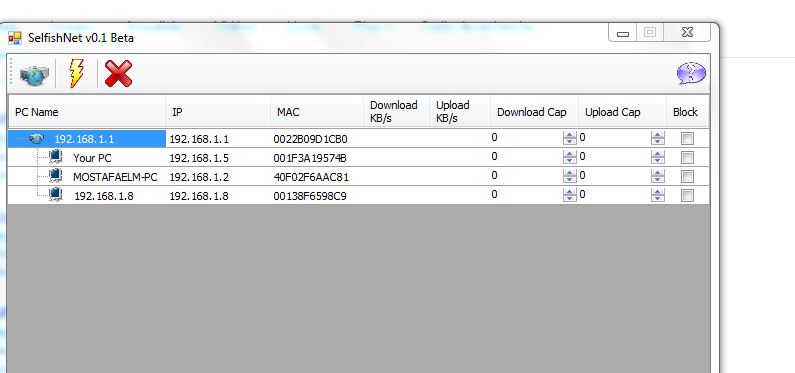 SelfishNet v0.1 Beta
PC Name IP MAC Download KB/s Upload KB/s Download Cap Upload Cap Block
192.168.1.1 192.168.1.1 0022B09D1CB0 0 0
Your PC 192.168.1.5 001F3A19574B 0 0
MOSTAFAELM-PC 192.168.1.2 40F02F6AAC81 0 0
192.168.1.8 192.168.1.8 00138F6598C9 0 0